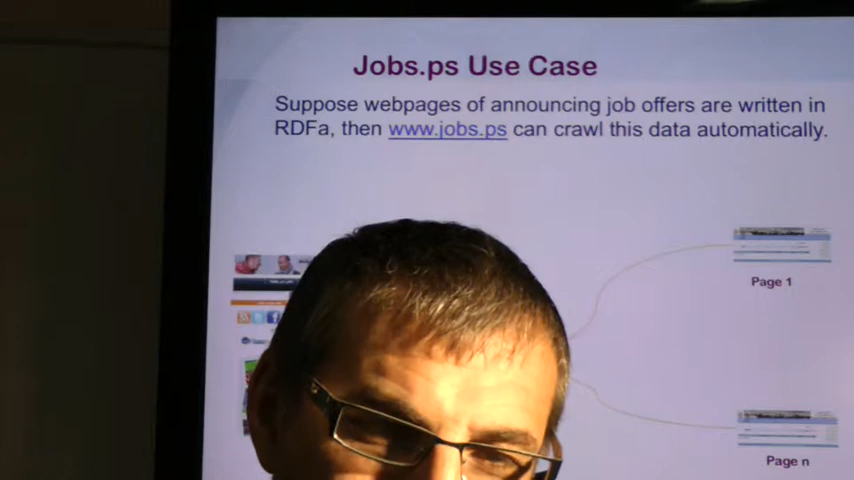 Jobs.ps Use Case
Suppose webpages of announcing job offers are written in
RDFa, then www.jobs.ps can crawl this data automatically.
Page 1
Page n